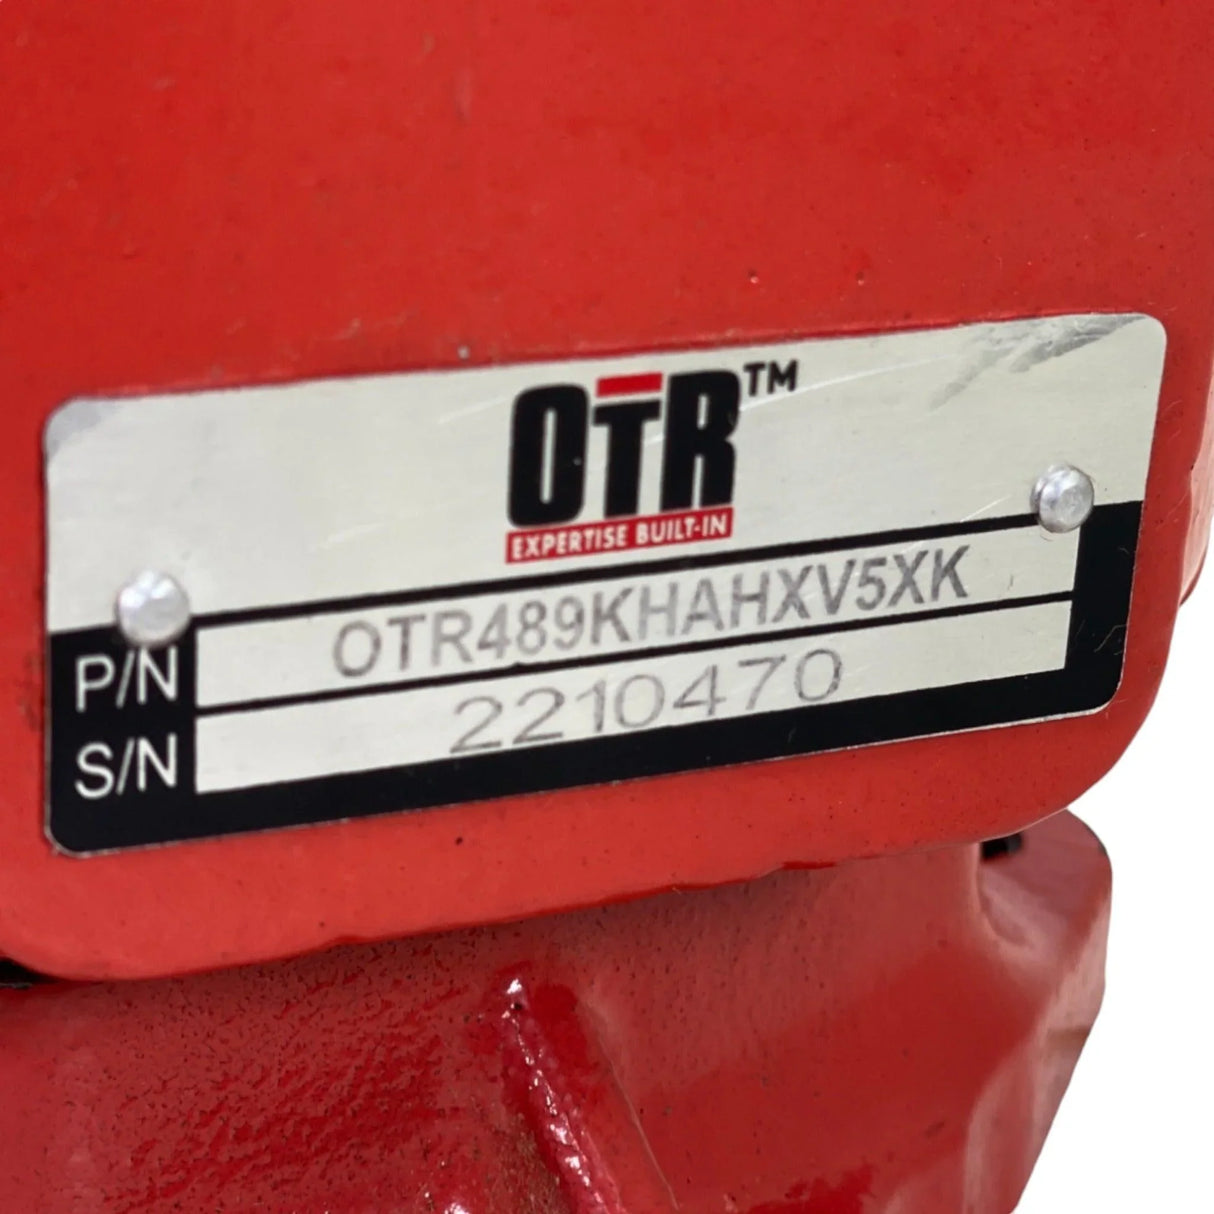 OTR™
EXPERTISE BUILT-IN
P/N OTR489KHAHXV5XK
S/N 2210470